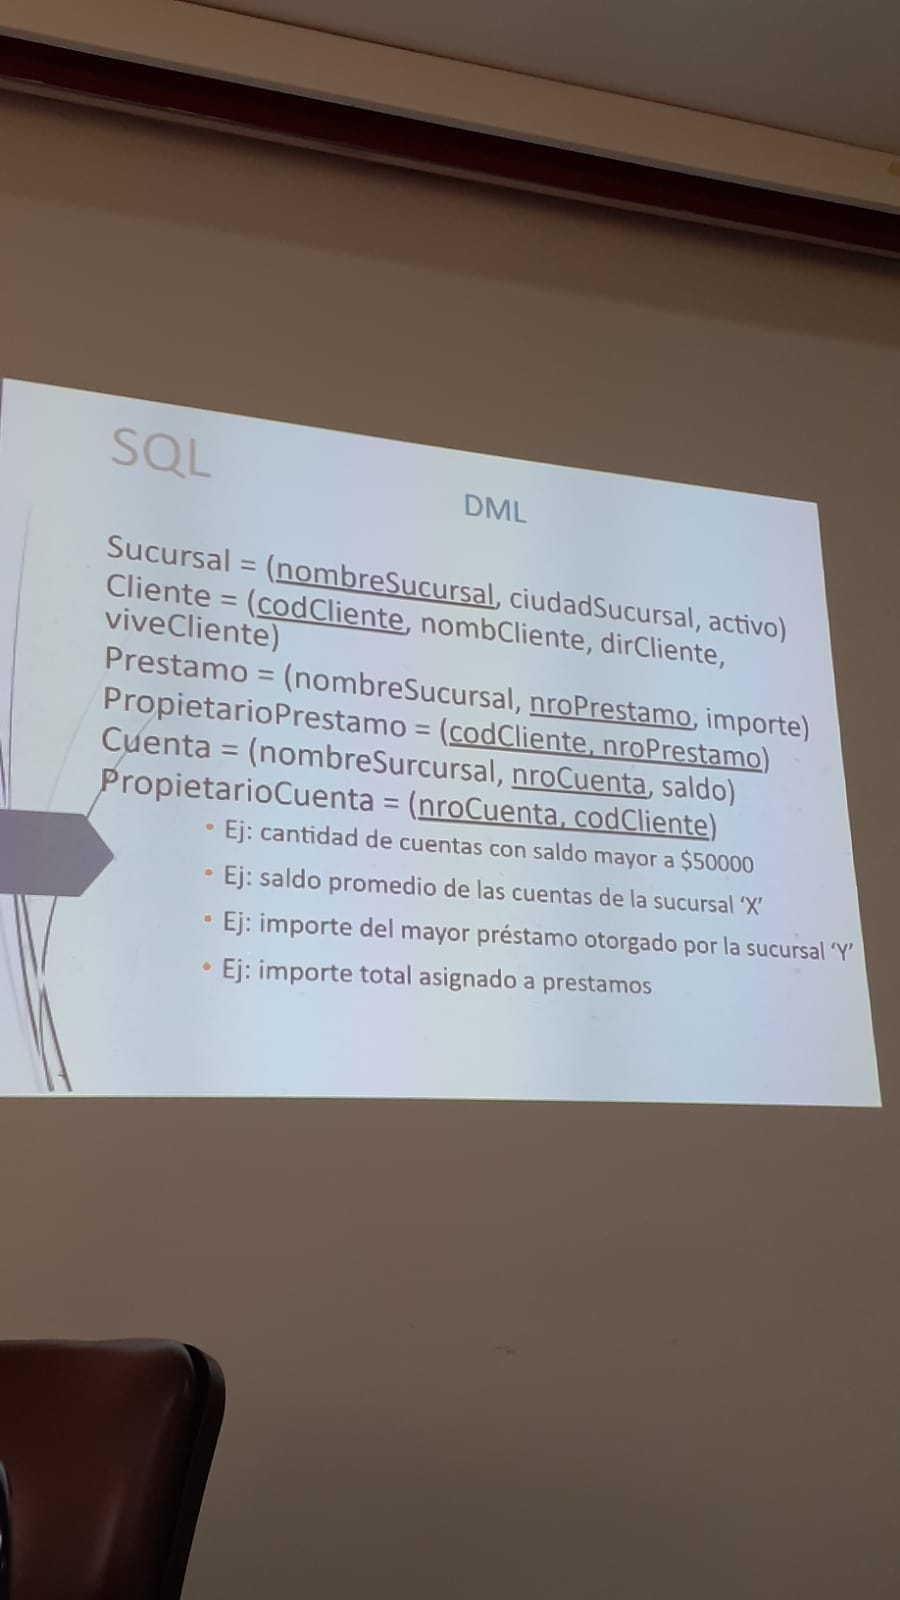 SQL
DML
Sucursal = (nombreSucursal, ciudadSucursal, activo)
Cliente = (codCliente, nombCliente, dirCliente,
viveCliente)
Prestamo = (nombreSucursal, nroPrestamo, importe)
PropietarioPrestamo = (codCliente, nroPrestamo)
Cuenta = (nombreSurcursal, nroCuenta, saldo)
PropietarioCuenta = (nroCuenta, codCliente)
• Ej: cantidad de cuentas con saldo mayor a $50000
• Ej: saldo promedio de las cuentas de la sucursal ‘X’
• Ej: importe del mayor préstamo otorgado por la sucursal ‘Y’
• Ej: importe total asignado a prestamos